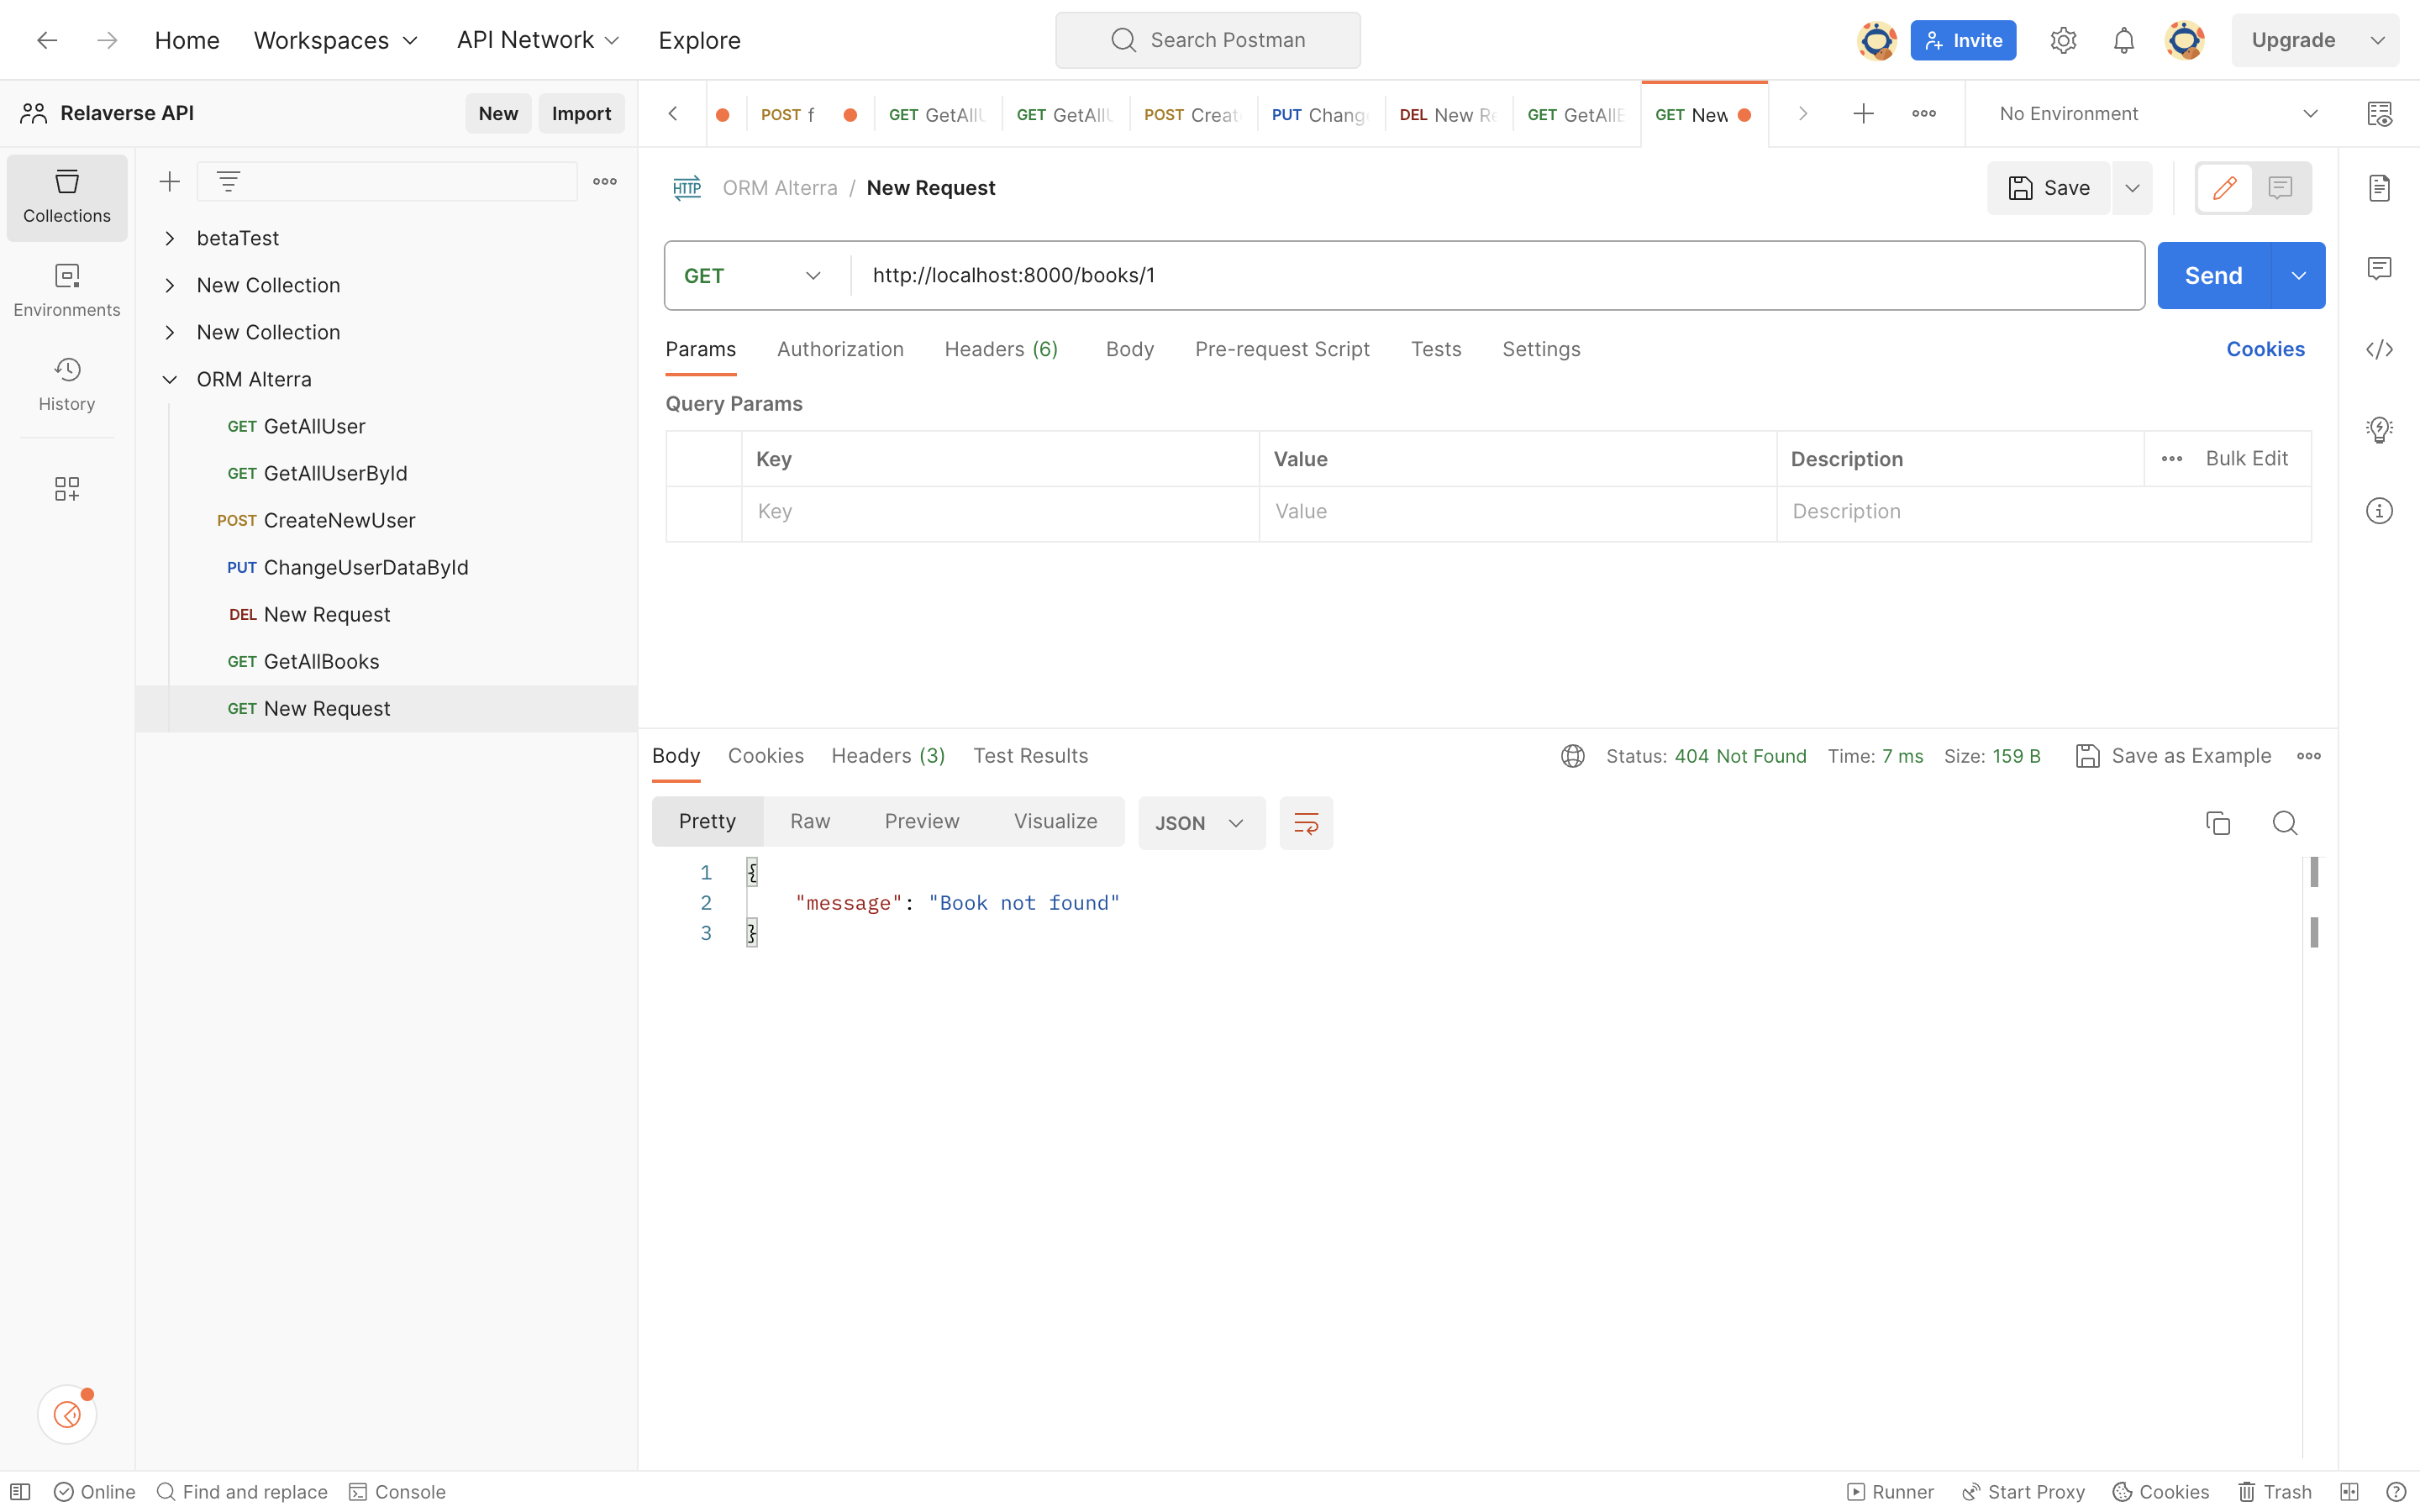 Home Workspaces API Network Explore Search Postman Invite Upgrade
Relaverse API New Import
POST f GET GetAllU GET GetAllU POST Creat PUT Chang DEL New Re GET GetAllB GET New No Environment
Collections
Environments
History
betaTest
New Collection
New Collection
ORM Alterra
GET GetAllUser
GET GetAllUserById
POST CreateNewUser
PUT ChangeUserDataById
DEL New Request
GET GetAllBooks
GET New Request
HTTP ORM Alterra / New Request Save
GET http://localhost:8000/books/1 Send
Params Authorization Headers (6) Body Pre-request Script Tests Settings Cookies
Query Params
Key Value Description Bulk Edit
Key Value Description
Body Cookies Headers (3) Test Results Status: 404 Not Found Time: 7 ms Size: 159 B Save as Example
Pretty Raw Preview Visualize JSON
1 {
2 "message": "Book not found"
3 }
Online Find and replace Console Runner Start Proxy Cookies Trash